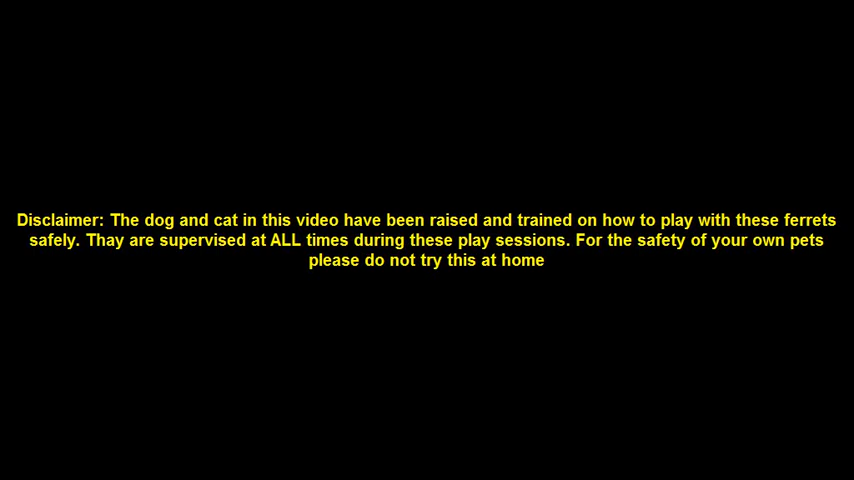 Disclaimer: The dog and cat in this video have been raised and trained on how to play with these ferrets
safely. Thay are supervised at ALL times during these play sessions. For the safety of your own pets
please do not try this at home